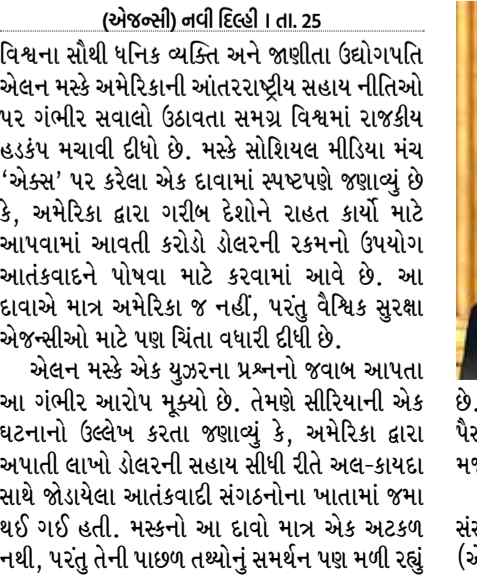 (એજન્સી) નવી દિલ્હી । તા. 25
વિશ્વના સૌથી ધનિક વ્યક્તિ અને જાણીતા ઉદ્યોગપતિ
એલન મસ્કે અમેરિકાની આંતરરાષ્ટ્રીય સહાય નીતિઓ
પર ગંભીર સવાલો ઉઠાવતા સમગ્ર વિશ્વમાં રાજકીય
હડકંપ મચાવી દીધો છે. મસ્કે સોશિયલ મીડિયા મંચ
‘એક્સ’ પર કરેલા એક દાવામાં સ્પષ્ટપણે જણાવ્યું છે
કે, અમેરિકા દ્વારા ગરીબ દેશોને રાહત કાર્યો માટે
આપવામાં આવતી કરોડો ડોલરની રકમનો ઉપયોગ
આતંકવાદને પોષવા માટે કરવામાં આવે છે. આ
દાવાએ માત્ર અમેરિકા જ નહીં, પરંતુ વૈશ્વિક સુરક્ષા
એજન્સીઓ માટે પણ ચિંતા વધારી દીધી છે.
એલન મસ્કે એક યુઝરના પ્રશ્નનો જવાબ આપતા
આ ગંભીર આરોપ મૂક્યો છે. તેમણે સીરિયાની એક
ઘટનાનો ઉલ્લેખ કરતા જણાવ્યું કે, અમેરિકા દ્વારા
અપાતી લાખો ડોલરની સહાય સીધી રીતે અલ-કાયદા
સાથે જોડાયેલા આતંકવાદી સંગઠનોના ખાતામાં જમા
થઈ ગઈ હતી. મસ્કનો આ દાવો માત્ર એક અટકળ
નથી, પરંતુ તેની પાછળ તથ્યોનું સમર્થન પણ મળી રહ્યું
છે.